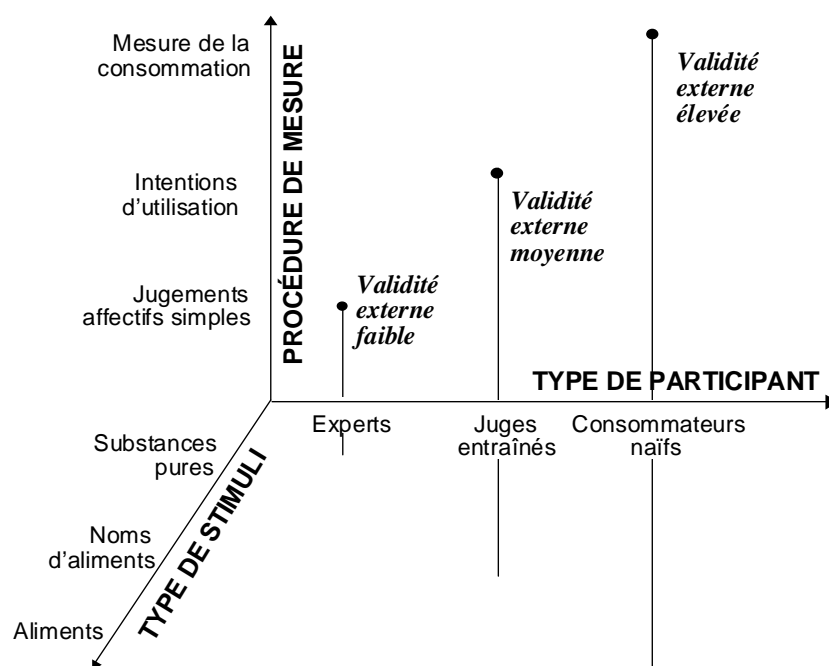 Mesure de la
consommation
Intentions
d'utilisation
Jugements
affectifs simples
PROCÉDURE DE MESURE
Validité
externe
faible
Validité
externe
moyenne
Validité
externe
élevée
TYPE DE PARTICIPANT
Experts
Juges
entraînés
Consommateurs
naïfs
Substances
pures
Noms
d'aliments
Aliments
TYPE DE STIMULI